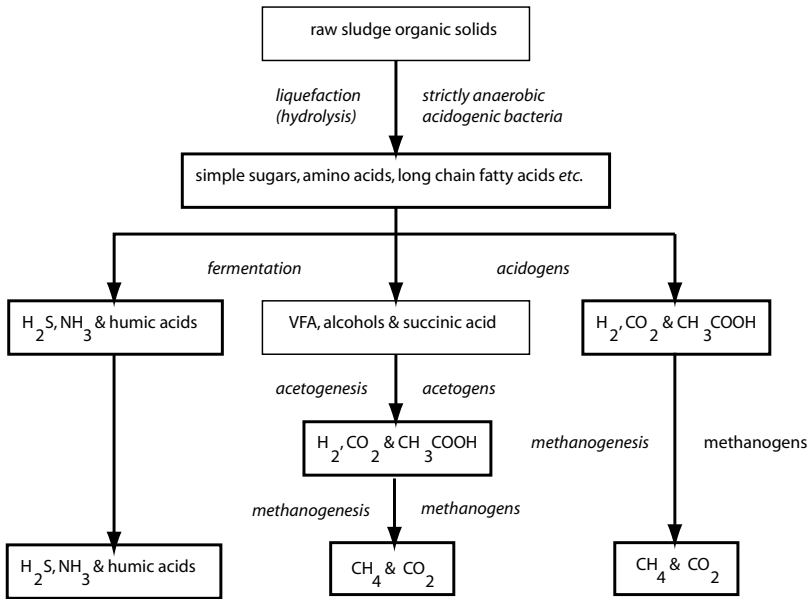 raw sludge organic solids
liquefaction
(hydrolysis)
strictly anaerobic
acidogenic bacteria
simple sugars, amino acids, long chain fatty acids etc.
fermentation
acidogens
H2S, NH3 & humic acids
VFA, alcohols & succinic acid
H2, CO2 & CH3COOH
acetogenesis
acetogens
H2, CO2 & CH3COOH
methanogenesis
methanogens
methanogenesis
methanogens
H2S, NH3 & humic acids
CH4 & CO2
CH4 & CO2